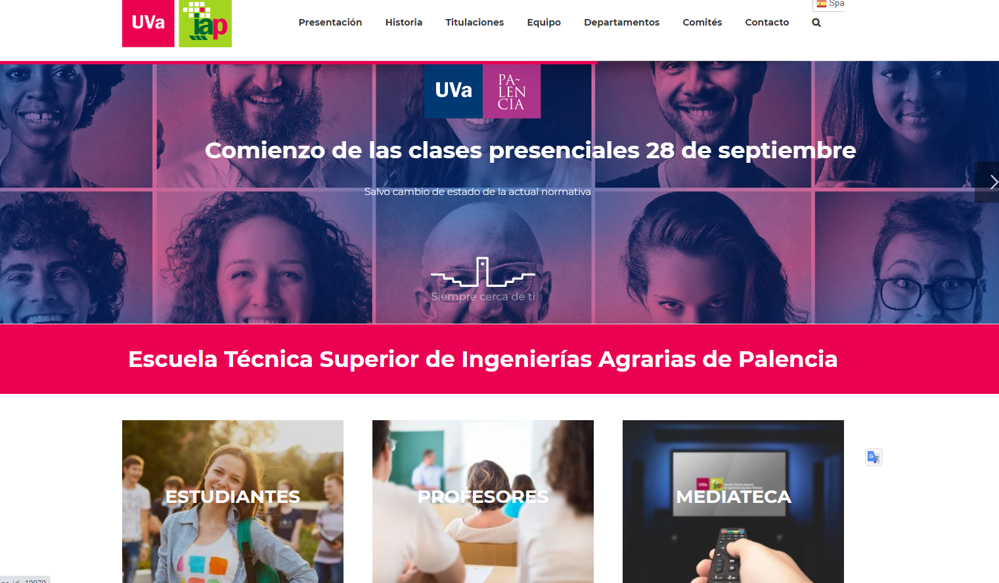 Spa
UVa
iap
Presentación
Historia
Titulaciones
Equipo
Departamentos
Comités
Contacto
UVa
PA~
LEN
CIA
Comienzo de las clases presenciales 28 de septiembre
Salvo cambio de estado de la actual normativa
Siempre cerca de ti
Escuela Técnica Superior de Ingenierías Agrarias de Palencia
UVa
iap
ESTUDIANTES
PROFESORES
MEDIATECA